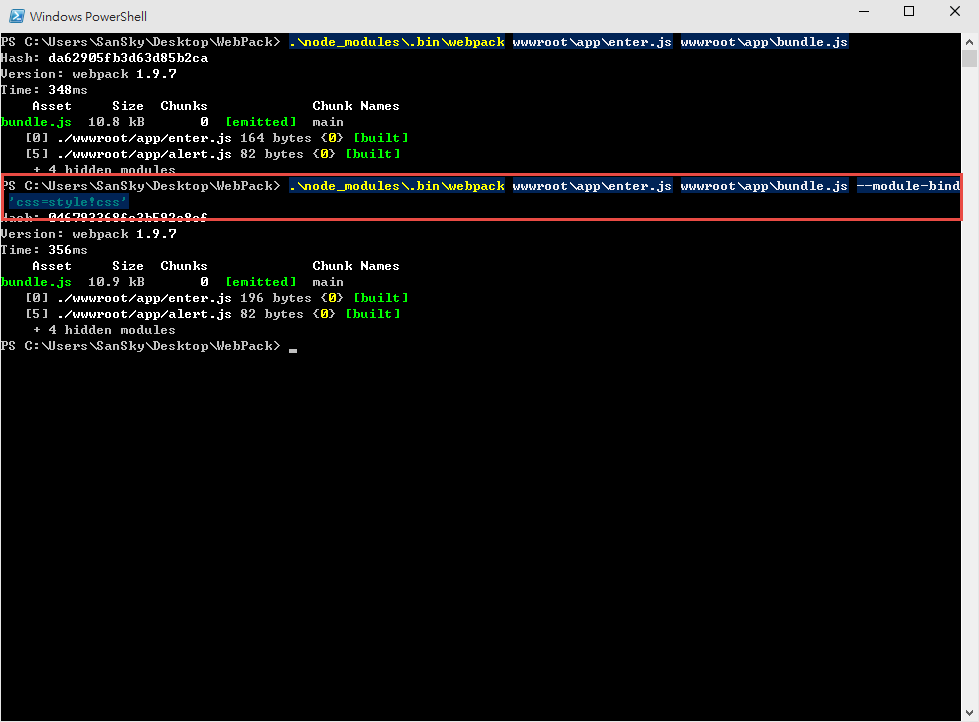 Windows PowerShell
PS C:\Users\SanSky\Desktop\WebPack> .\node_modules\.bin\webpack wwwroot\app\enter.js wwwroot\app\bundle.js
Hash: da62905fb3d63d85b2ca
Version: webpack 1.9.7
Time: 348ms
Asset Size Chunks Chunk Names
bundle.js 10.8 kB 0 [emitted] main
[0] ./wwwroot/app/enter.js 164 bytes {0} [built]
[5] ./wwwroot/app/alert.js 82 bytes {0} [built]
+ 4 hidden modules
PS C:\Users\SanSky\Desktop\WebPack> .\node_modules\.bin\webpack wwwroot\app\enter.js wwwroot\app\bundle.js --module-bind
'css=style!css'
Hash:
Version: webpack 1.9.7
Time: 356ms
Asset Size Chunks Chunk Names
bundle.js 10.9 kB 0 [emitted] main
[0] ./wwwroot/app/enter.js 196 bytes {0} [built]
[5] ./wwwroot/app/alert.js 82 bytes {0} [built]
+ 4 hidden modules
PS C:\Users\SanSky\Desktop\WebPack>